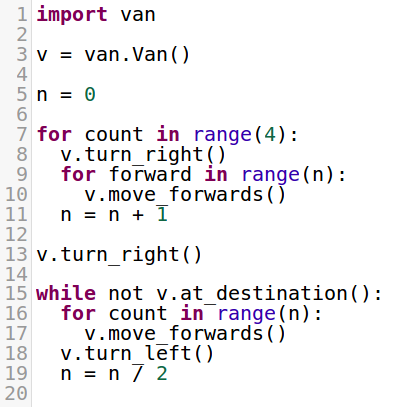 1 import van
2
3 v = van.Van()
4
5 n = 0
6
7 for count in range(4):
8   v.turn_right()
9   for forward in range(n):
10     v.move_forwards()
11   n = n + 1
12
13 v.turn_right()
14
15 while not v.at_destination():
16   for count in range(n):
17     v.move_forwards()
18   v.turn_left()
19   n = n / 2
20